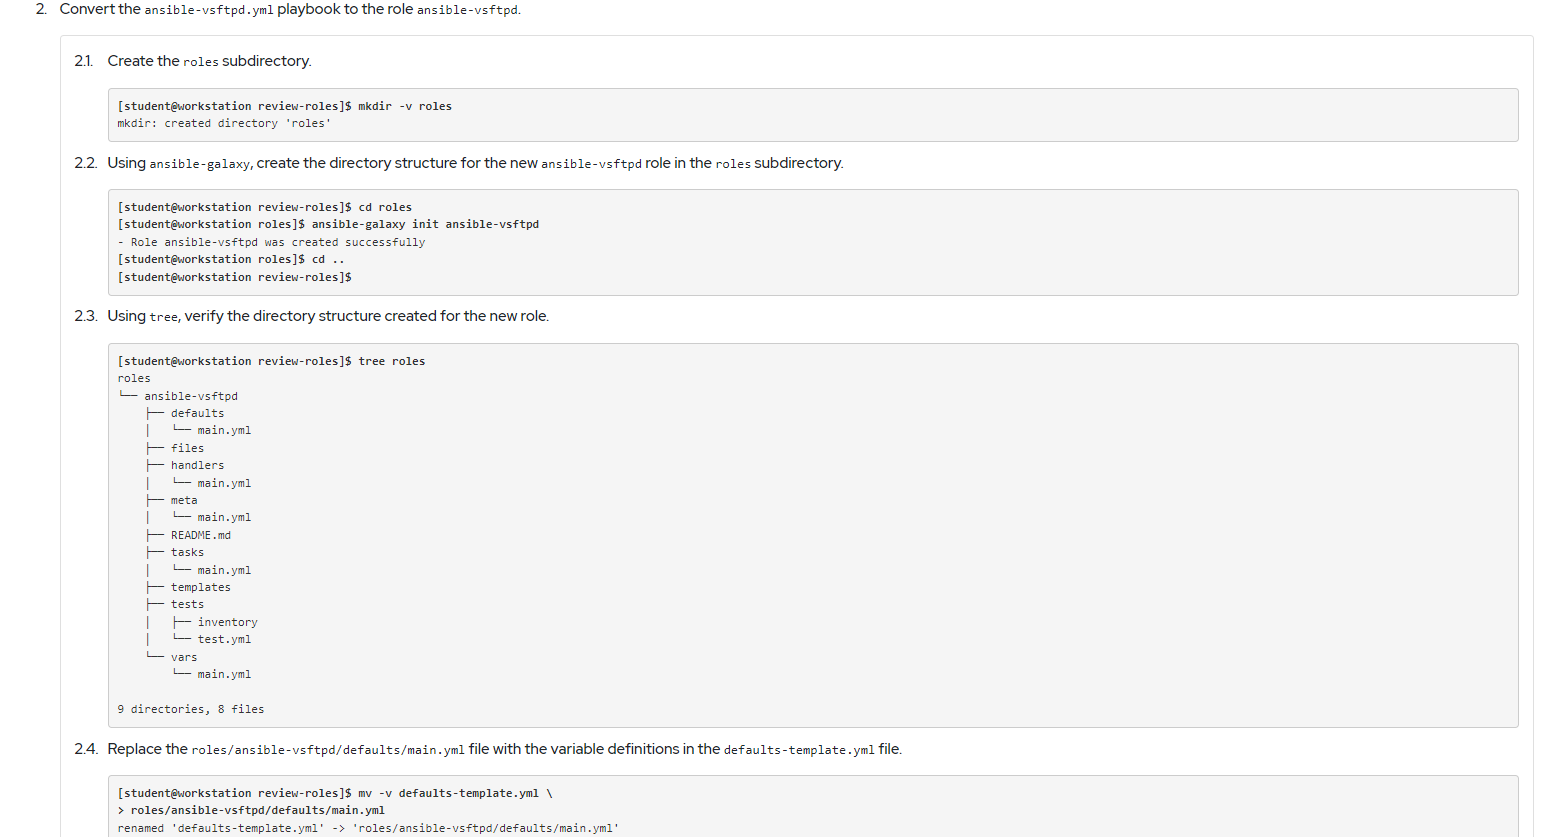 2. Convert the ansible-vsftpd.yml playbook to the role ansible-vsftpd.
2.1. Create the roles subdirectory.
[student@workstation review-roles]$ mkdir -v roles
mkdir: created directory 'roles'
2.2. Using ansible-galaxy, create the directory structure for the new ansible-vsftpd role in the roles subdirectory.
[student@workstation review-roles]$ cd roles
[student@workstation roles]$ ansible-galaxy init ansible-vsftpd
- Role ansible-vsftpd was created successfully
[student@workstation roles]$ cd ..
[student@workstation review-roles]$
2.3. Using tree, verify the directory structure created for the new role.
[student@workstation review-roles]$ tree roles
roles
└── ansible-vsftpd
    ├── defaults
    │   └── main.yml
    ├── files
    ├── handlers
    │   └── main.yml
    ├── meta
    │   └── main.yml
    ├── README.md
    ├── tasks
    │   └── main.yml
    ├── templates
    ├── tests
    │   ├── inventory
    │   └── test.yml
    └── vars
        └── main.yml
9 directories, 8 files
2.4. Replace the roles/ansible-vsftpd/defaults/main.yml file with the variable definitions in the defaults-template.yml file.
[student@workstation review-roles]$ mv -v defaults-template.yml \
> roles/ansible-vsftpd/defaults/main.yml
renamed 'defaults-template.yml' -> 'roles/ansible-vsftpd/defaults/main.yml'